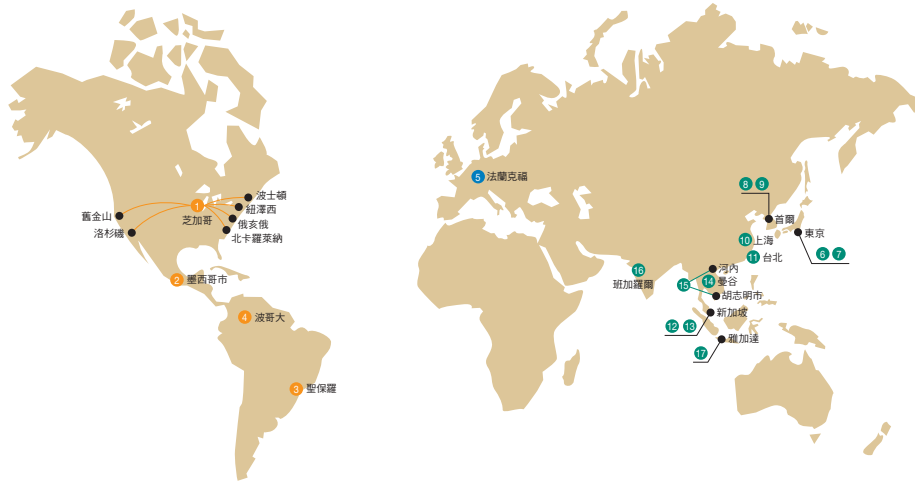 波士頓
1
紐澤西
舊金山
芝加哥
俄亥俄
洛杉磯
北卡羅萊納
2 墨西哥市
4 波哥大
3 聖保羅
5 法蘭克福
8 9
首爾
東京
10 上海
6 7
11 台北
16
班加羅爾
河內
14 曼谷
15
胡志明市
新加坡
12 13
雅加達
17